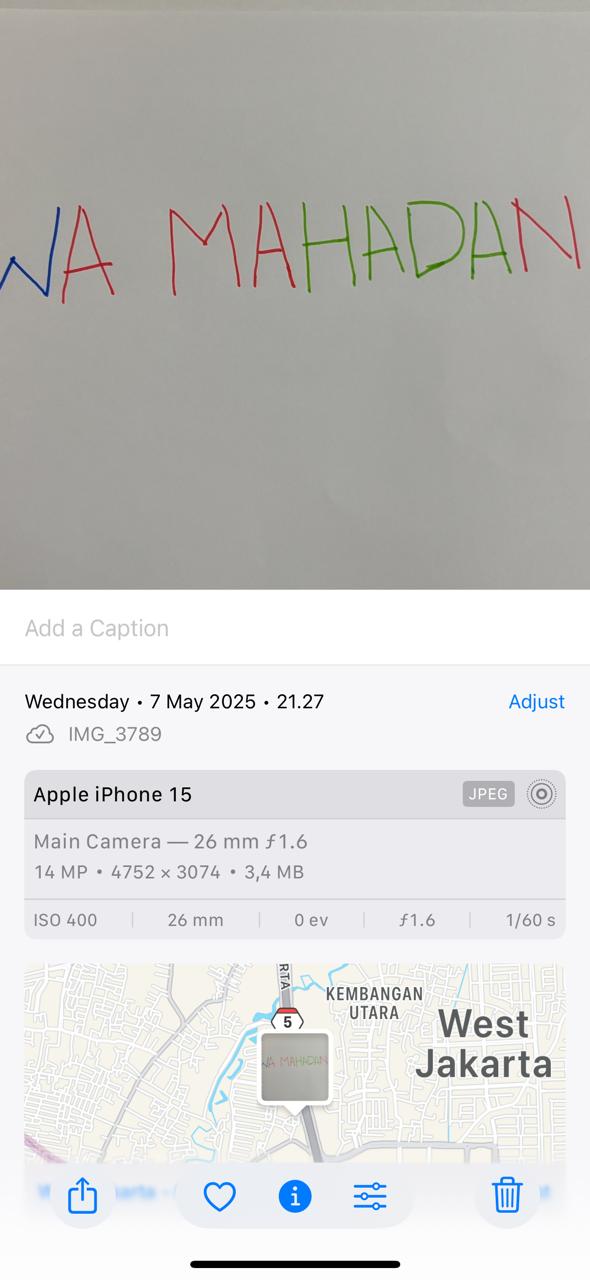 WA MAHADAN
Add a Caption
Wednesday • 7 May 2025 • 21.27
Adjust
IMG_3789
Apple iPhone 15
JPEG
Main Camera — 26 mm ƒ1.6
14 MP • 4752 × 3074 • 3,4 MB
ISO 400
26 mm
0 ev
ƒ1.6
1/60 s
RTA
KEMBANGAN
UTARA
5
West
Jakarta
WA MAHADAN